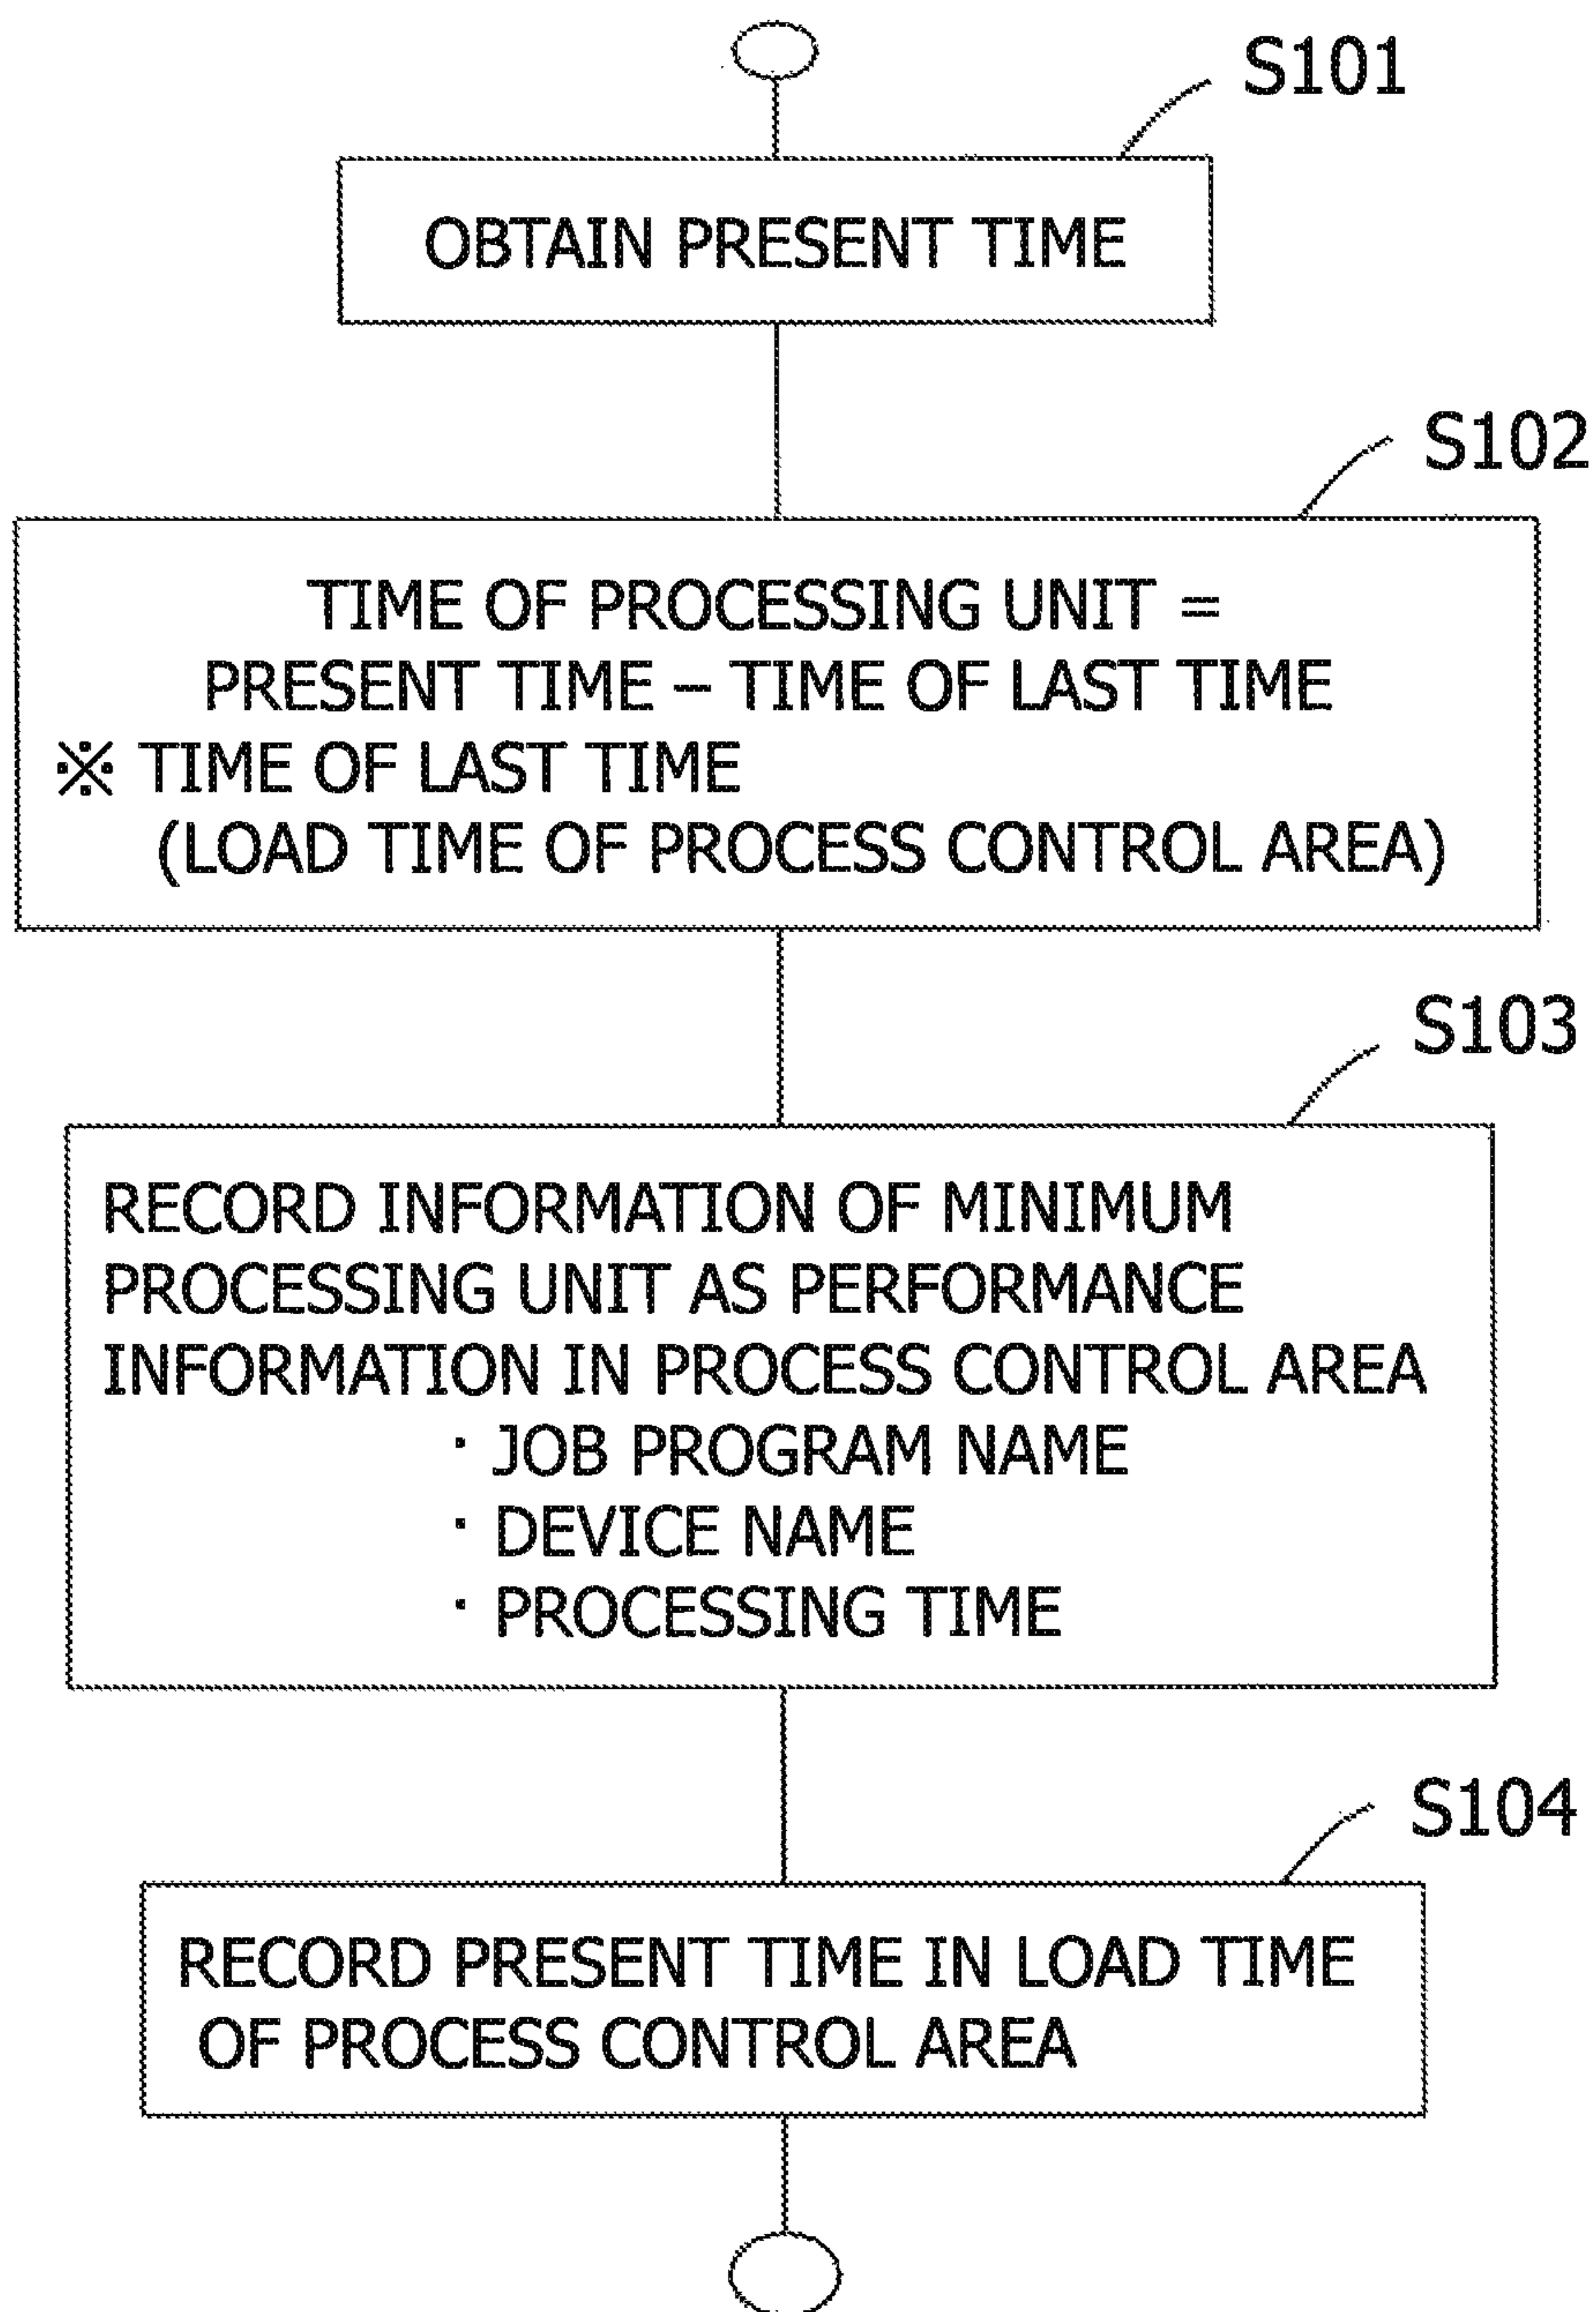 S101
OBTAIN PRESENT TIME
S102
TIME OF PROCESSING UNIT =
PRESENT TIME – TIME OF LAST TIME
※ TIME OF LAST TIME
(LOAD TIME OF PROCESS CONTROL AREA)
S103
RECORD INFORMATION OF MINIMUM
PROCESSING UNIT AS PERFORMANCE
INFORMATION IN PROCESS CONTROL AREA
· JOB PROGRAM NAME
· DEVICE NAME
· PROCESSING TIME
S104
RECORD PRESENT TIME IN LOAD TIME
OF PROCESS CONTROL AREA